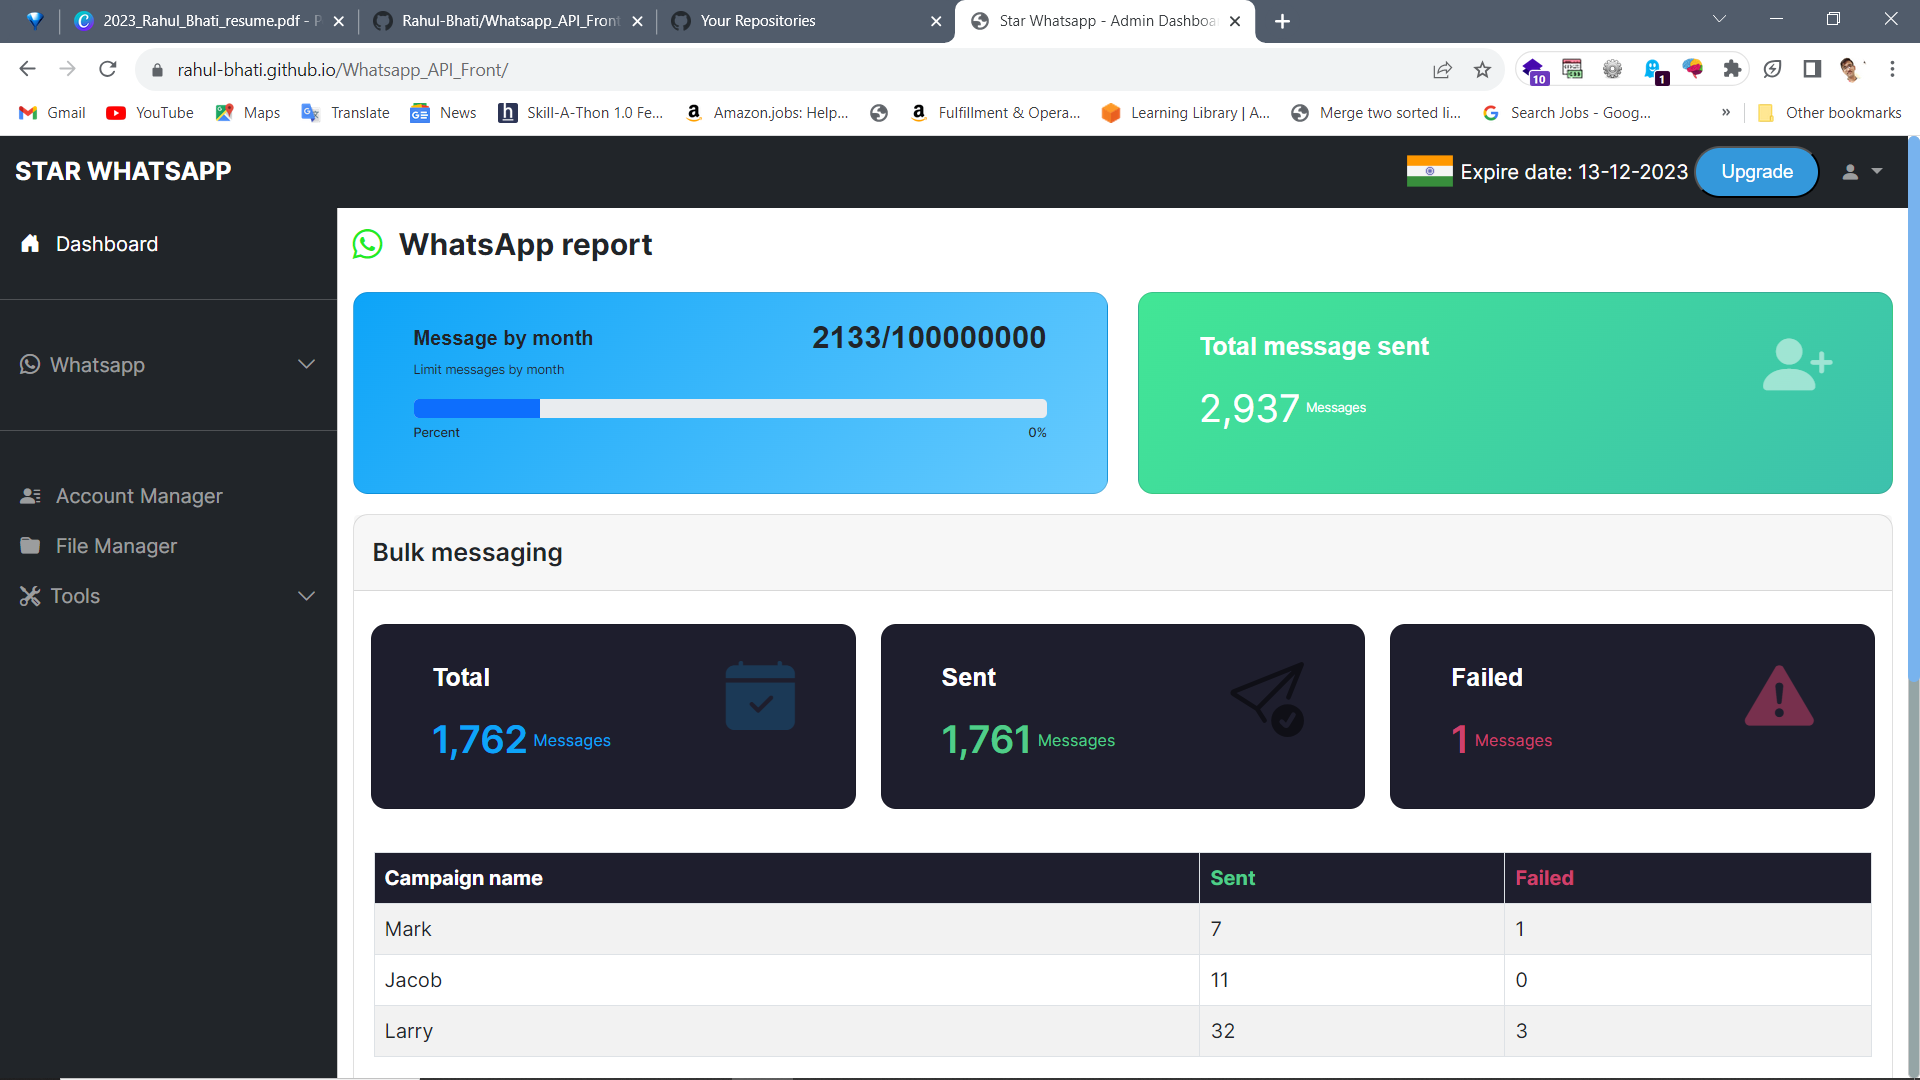 2023_Rahul_Bhati_resume.pdf - P
Rahul-Bhati/Whatsapp_API_Front
Your Repositories
Star Whatsapp - Admin Dashboa
rahul-bhati.github.io/Whatsapp_API_Front/
10
1
Gmail
YouTube
Maps
Translate
News
Skill-A-Thon 1.0 Fe...
Amazon.jobs: Help...
Fulfillment & Opera...
Learning Library | A...
Merge two sorted li...
Search Jobs - Goog...
»
Other bookmarks
STAR WHATSAPP
Expire date: 13-12-2023
Upgrade
Dashboard
Whatsapp
Account Manager
File Manager
Tools
WhatsApp report
Message by month
2133/100000000
Limit messages by month
Percent
0%
Total message sent
2,937 Messages
Bulk messaging
Total
1,762 Messages
Sent
1,761 Messages
Failed
1 Messages
Campaign name Sent Failed
Mark 7 1
Jacob 11 0
Larry 32 3